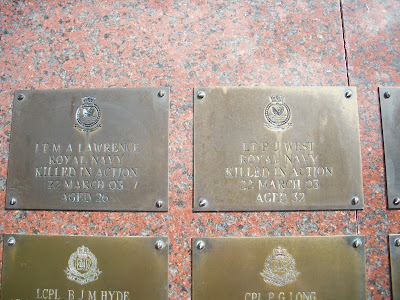 LT M A LAWRENCE
ROYAL NAVY
KILLED IN ACTION
22 MARCH 03
AGED 26
LT P J WEST
ROYAL NAVY
KILLED IN ACTION
22 MARCH 03
AGED 32
LCPL B J M HYDE
CPL P G LONG